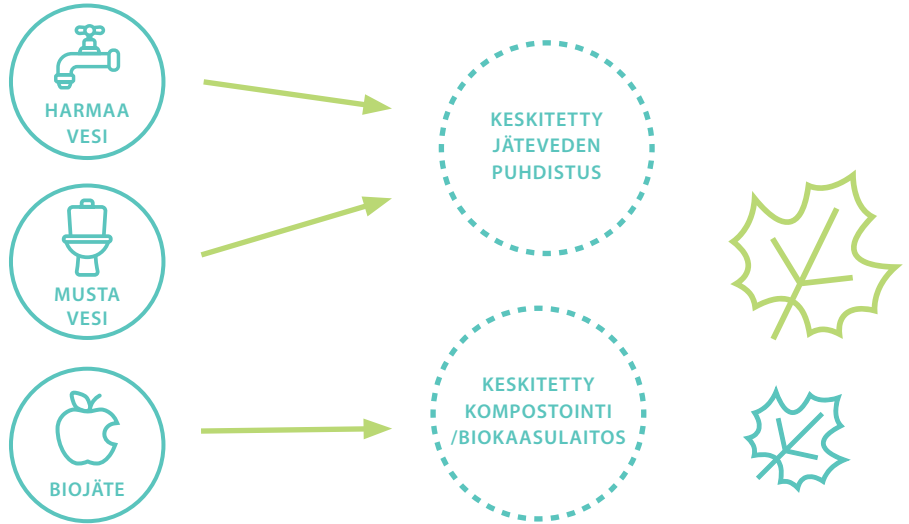 HARMAA
VESI
KESKITETTY
JÄTEVEDEN
PUHDISTUS
MUSTA
VESI
KESKITETTY
KOMPOSTOINTI
/BIOKAASULAITOS
BIOJÄTE